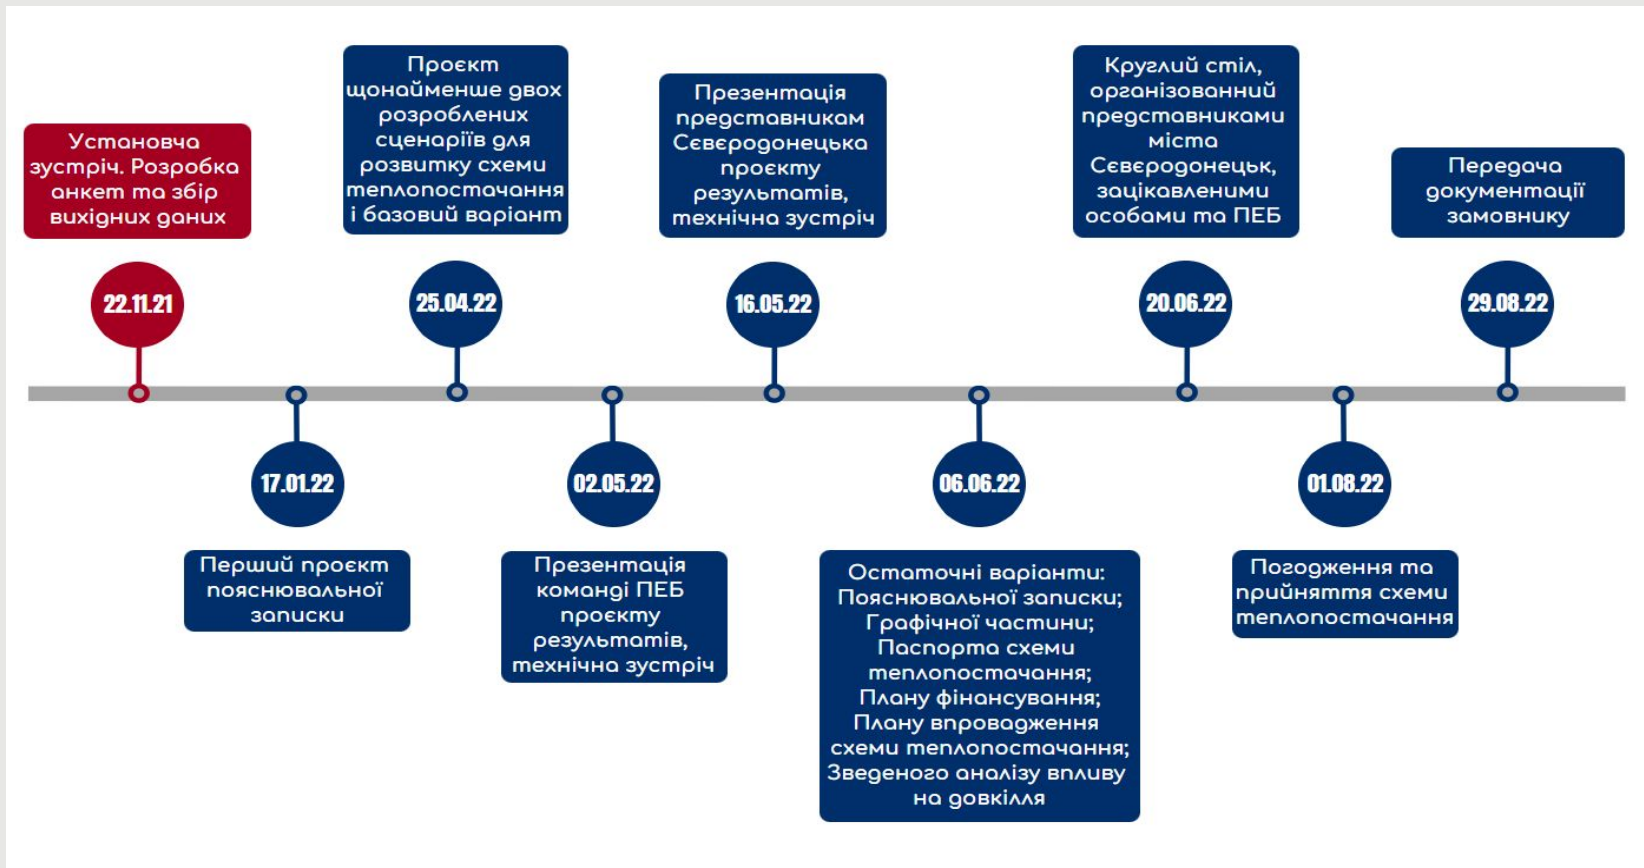 Установча
зустріч. Розробка
анкет та збір
вихідних даних
22.11.21
17.01.22
Перший проєкт
пояснювальної
записки
Проєкт
щонайменше двох
розроблених
сценаріїв для
розвитку схеми
теплопостачання
і базовий варіант
25.04.22
02.05.22
Презентація
команді ПЕБ
проєкту
результатів,
технічна зустріч
Презентація
представникам
Сєвєродонецька
проєкту
результатів,
технічна зустріч
16.05.22
06.06.22
Остаточні варіанти:
Пояснювальної записки;
Графічної частини;
Паспорта схеми
теплопостачання;
Плану фінансування;
Плану впровадження
схеми теплопостачання;
Зведеного аналізу впливу
на довкілля
Круглий стіл,
організованний
представниками
міста
Сєвєродонецьк,
зацікавленими
особами та ПЕБ
20.06.22
01.08.22
Погодження та
прийняття схеми
теплопостачання
Передача
документації
замовнику
29.08.22